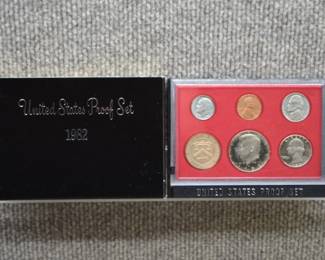 United States Proof Set
1982
UNITED STATES PROOF SET